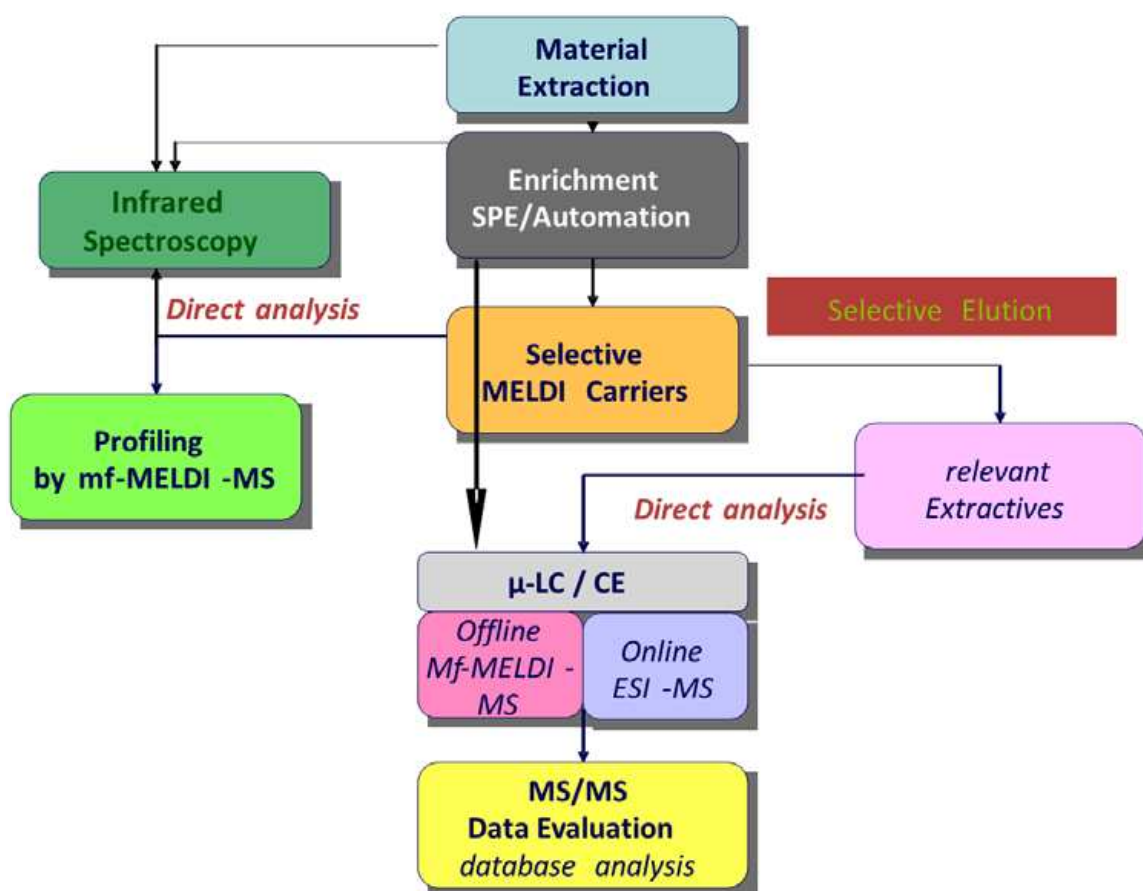 Material
Extraction
Enrichment
SPE/Automation
Infrared
Spectroscopy
Direct analysis
Selective Elution
Selective
MELDI Carriers
Profiling
by mf-MELDI -MS
relevant
Extractives
Direct analysis
µ-LC / CE
Offline
Mf-MELDI -
MS
Online
ESI -MS
MS/MS
Data Evaluation
database analysis